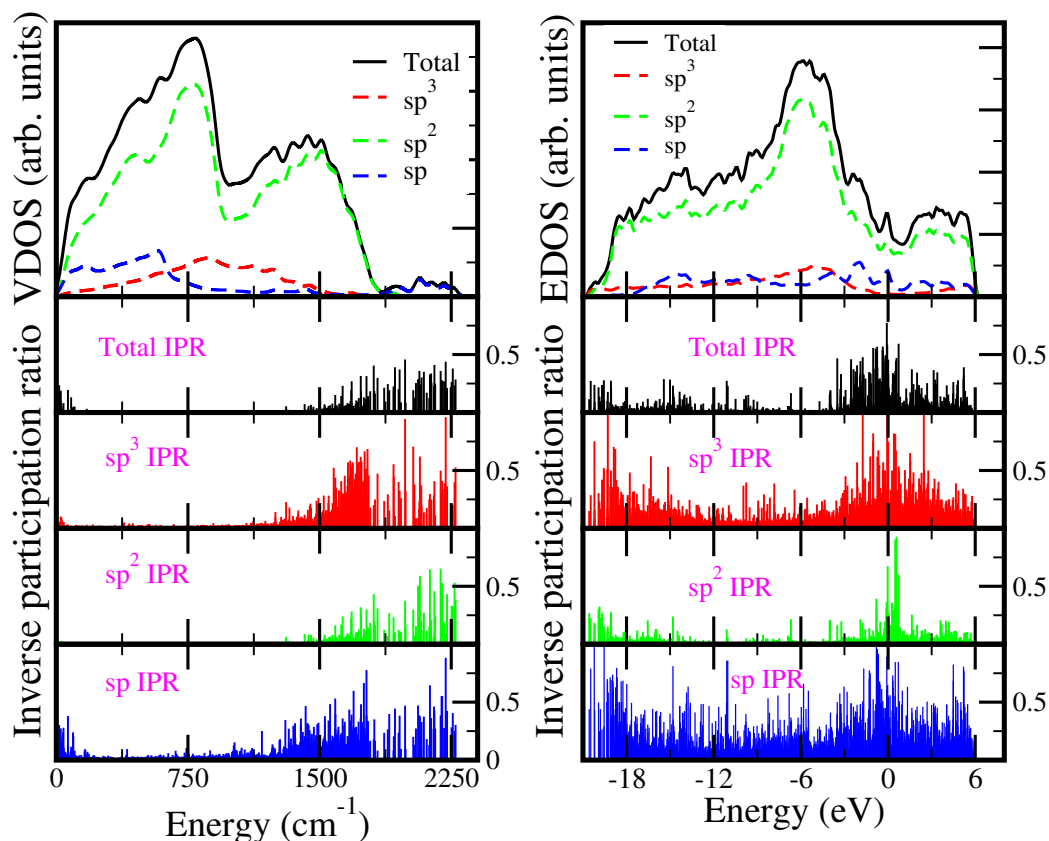 VDOS (arb. units)
Total
sp³
sp²
sp
Inverse participation ratio
Total IPR
0.5
sp³ IPR
0.5
sp² IPR
0.5
sp IPR
0.5
0
0 750 1500 2250
Energy (cm⁻¹)
EDOS (arb. units)
Total
sp³
sp²
sp
Inverse participation ratio
Total IPR
0.5
sp³ IPR
0.5
sp² IPR
0.5
sp IPR
0.5
-18 -12 -6 0 6
Energy (eV)